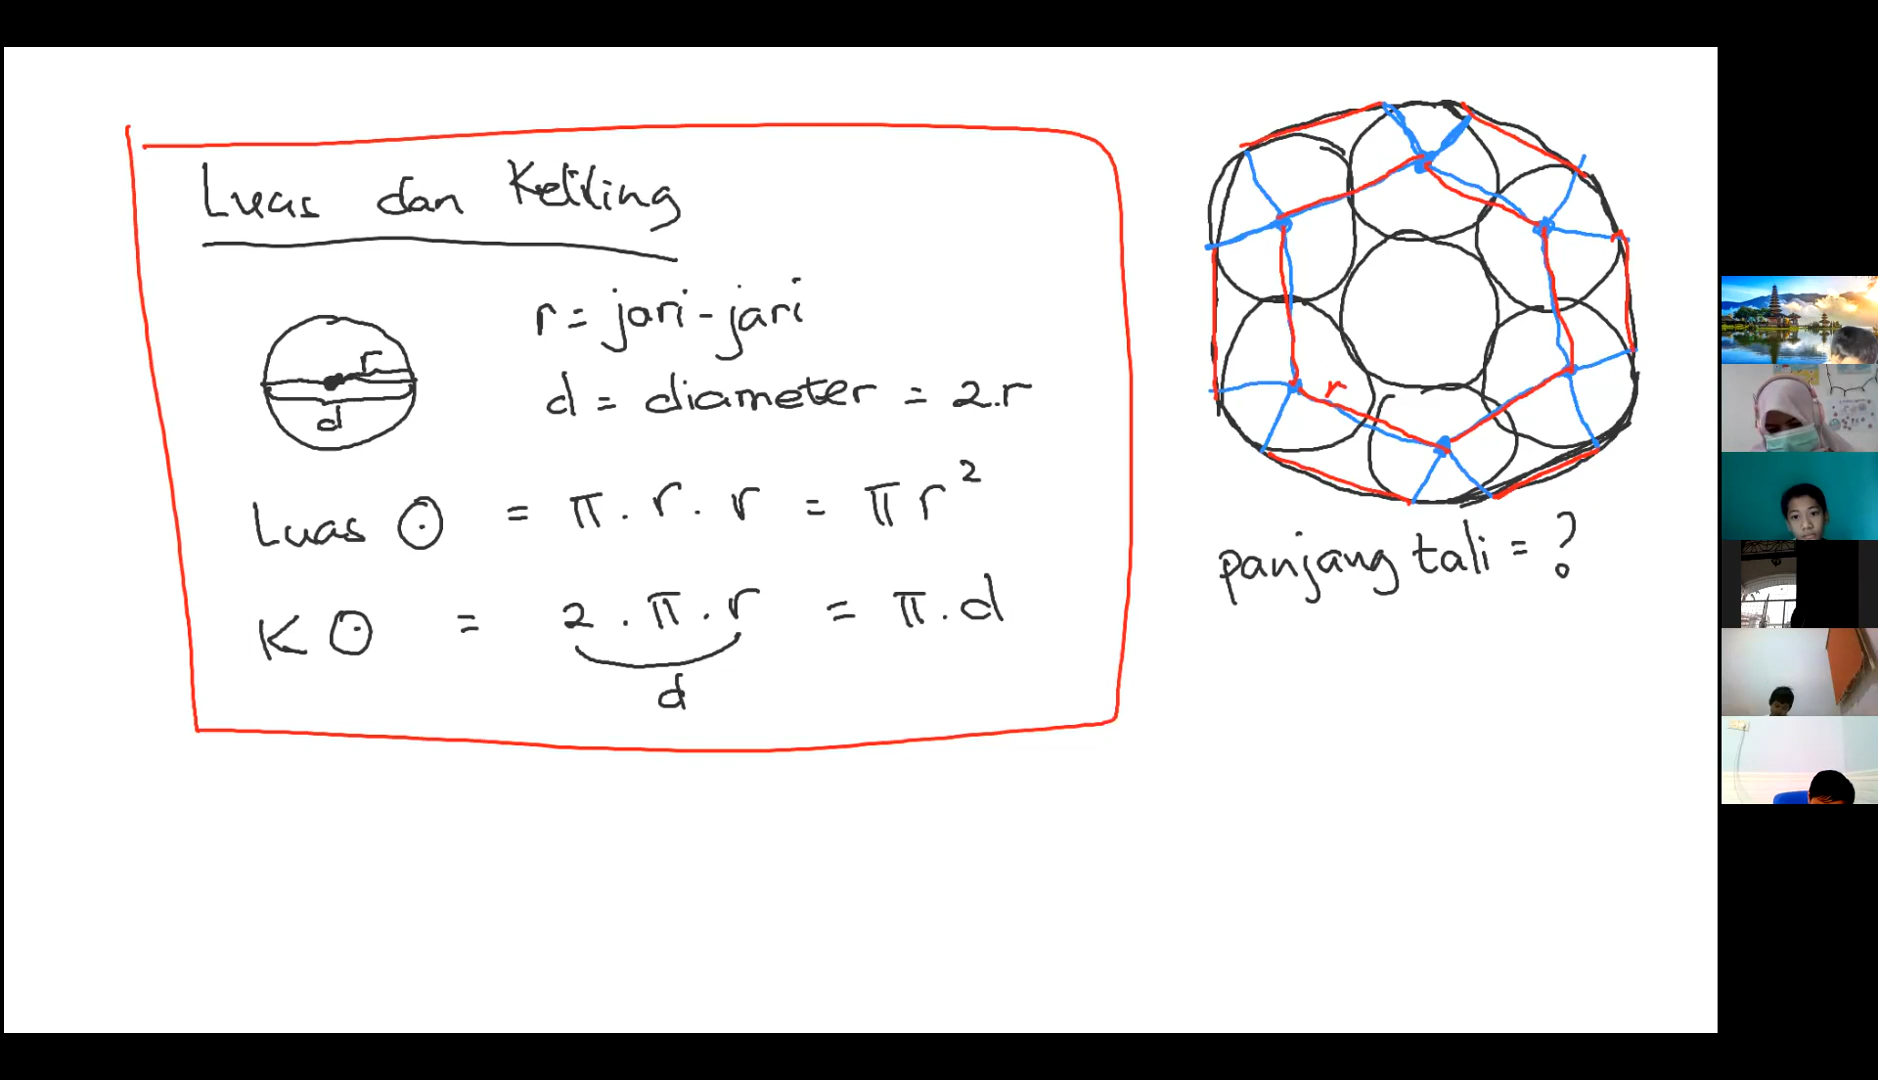 Luas dan Keliling
r = jari-jari
r
d
d = diameter = 2.r
Luas ⊙ = π . r . r = π r²
K ⊙ = 2 . π . r = π . d
d
r
panjang tali = ?